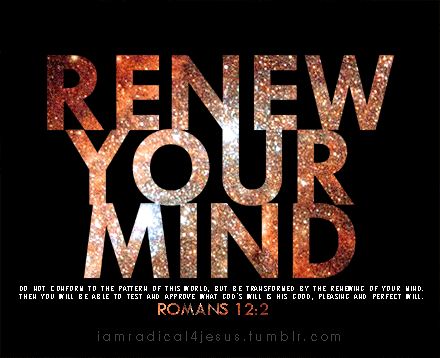 RENEW
YOUR
MIND
DO NOT CONFORM TO THE PATTERN OF THIS WORLD, BUT BE TRANSFORMED BY THE RENEWING OF YOUR MIND.
THEN YOU WILL BE ABLE TO TEST AND APPROVE WHAT GOD'S WILL IS HIS GOOD, PLEASING AND PERFECT WILL.
ROMANS 12:2
iamradical4jesus.tumblr.com